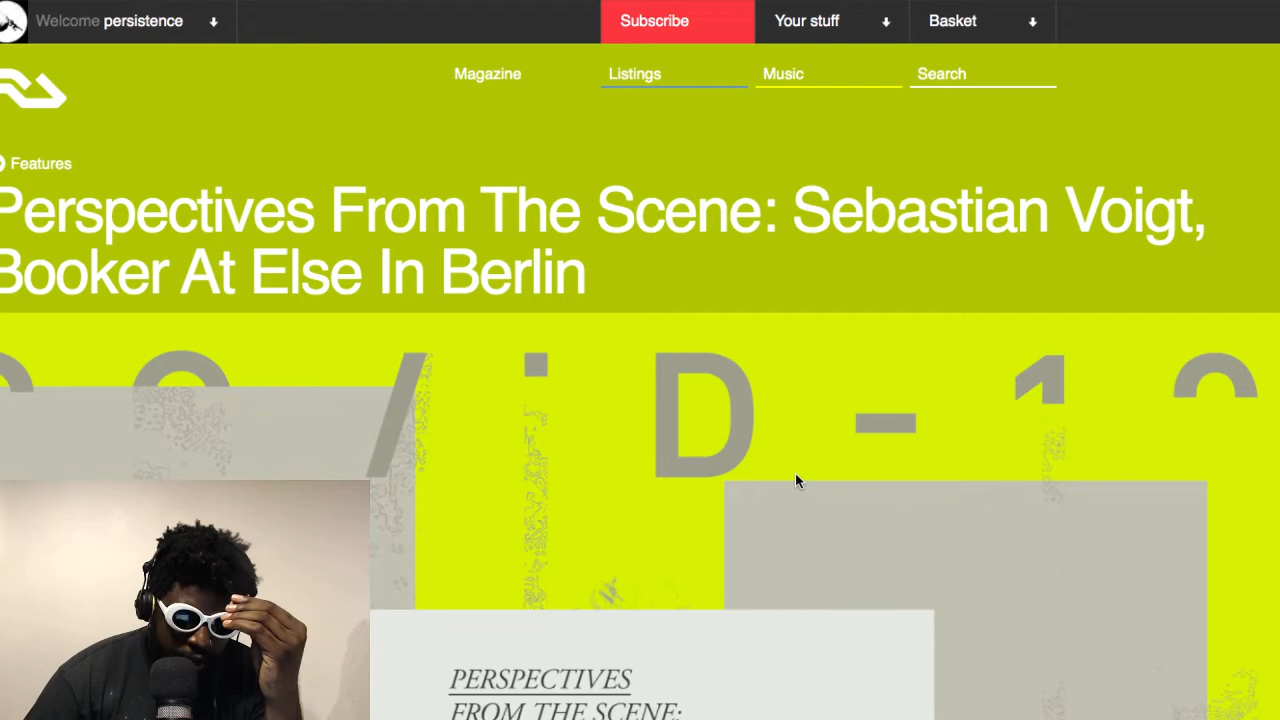 Welcome persistence
Subscribe
Your stuff
Basket
Magazine
Listings
Music
Search
Features
Perspectives From The Scene: Sebastian Voigt,
Booker At Else In Berlin
PERSPECTIVES
FROM THE SCENE: